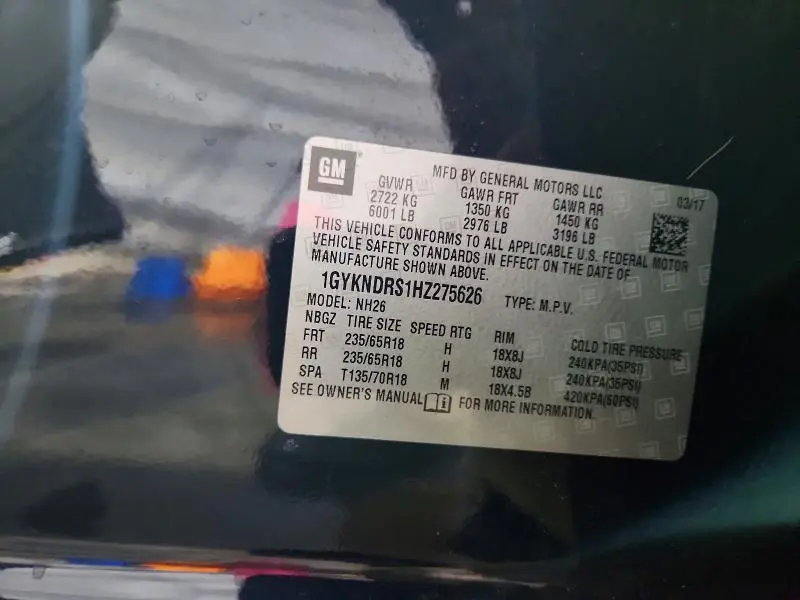 GM
MFD BY GENERAL MOTORS LLC
03/17
GVWR GAWR FRT GAWR RR
2722 KG 1350 KG 1450 KG
6001 LB 2976 LB 3196 LB
THIS VEHICLE CONFORMS TO ALL APPLICABLE U.S. FEDERAL MOTOR
VEHICLE SAFETY STANDARDS IN EFFECT ON THE DATE OF
MANUFACTURE SHOWN ABOVE.
1GYKNDRS1HZ275626 TYPE: M.P.V.
MODEL: NH26
NBGZ TIRE SIZE SPEED RTG RIM COLD TIRE PRESSURE
FRT 235/65R18 H 18X8J 240KPA(35PSI)
RR 235/65R18 H 18X8J 240KPA(35PSI)
SPA T135/70R18 M 18X4.5B 420KPA(60PSI)
SEE OWNER'S MANUAL FOR MORE INFORMATION.